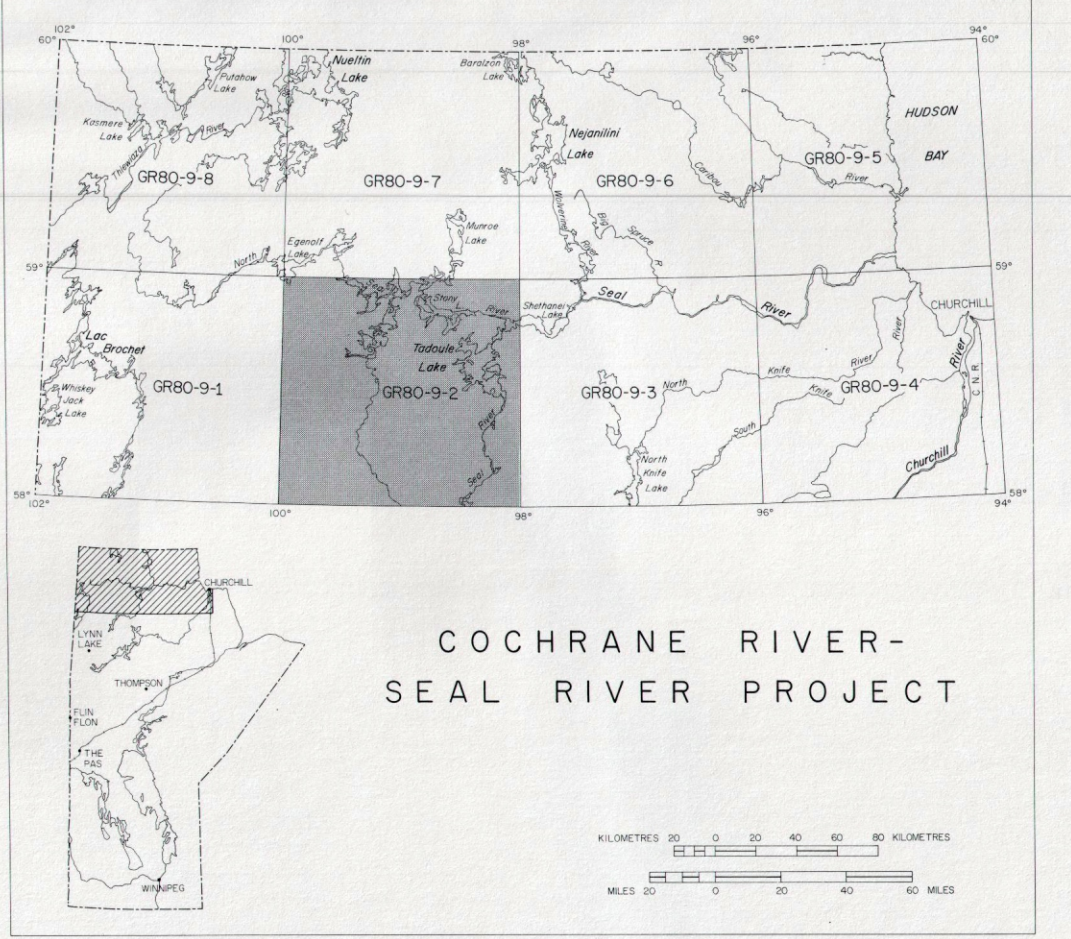 102°
60°
100°
98°
96°
94°
60°
Nueltin
Lake
Baralzon
Lake
Putahow
Lake
Kasmere
Lake
River
Thlewiaza
GR80-9-8
GR80-9-7
Nejanilini
Lake
GR80-9-6
Caribou
GR80-9-5
River
HUDSON
BAY
Wolverine
River
Big
Spruce
R.
Munroe
Lake
Egenolf
Lake
North
59°
59°
Seal
Stony
L.
River
Shethanei
Lake
Seal
River
CHURCHILL
Lac
Brochet
Tadoule
Lake
River
River
River
GR80-9-1
Whiskey
Jack
Lake
GR80-9-2
GR80-9-3
North
Knife
River
Knife
GR80-9-4
C.N.R.
South
River
Seal
North
Knife
Lake
Churchill
58°
102°
100°
98°
96°
94°
58°
CHURCHILL
LYNN
LAKE
THOMPSON
FLIN
FLON
THE
PAS
WINNIPEG
COCHRANE RIVER-
SEAL RIVER PROJECT
KILOMETRES 20 0 20 40 60 80 KILOMETRES
MILES 20 0 20 40 60 MILES